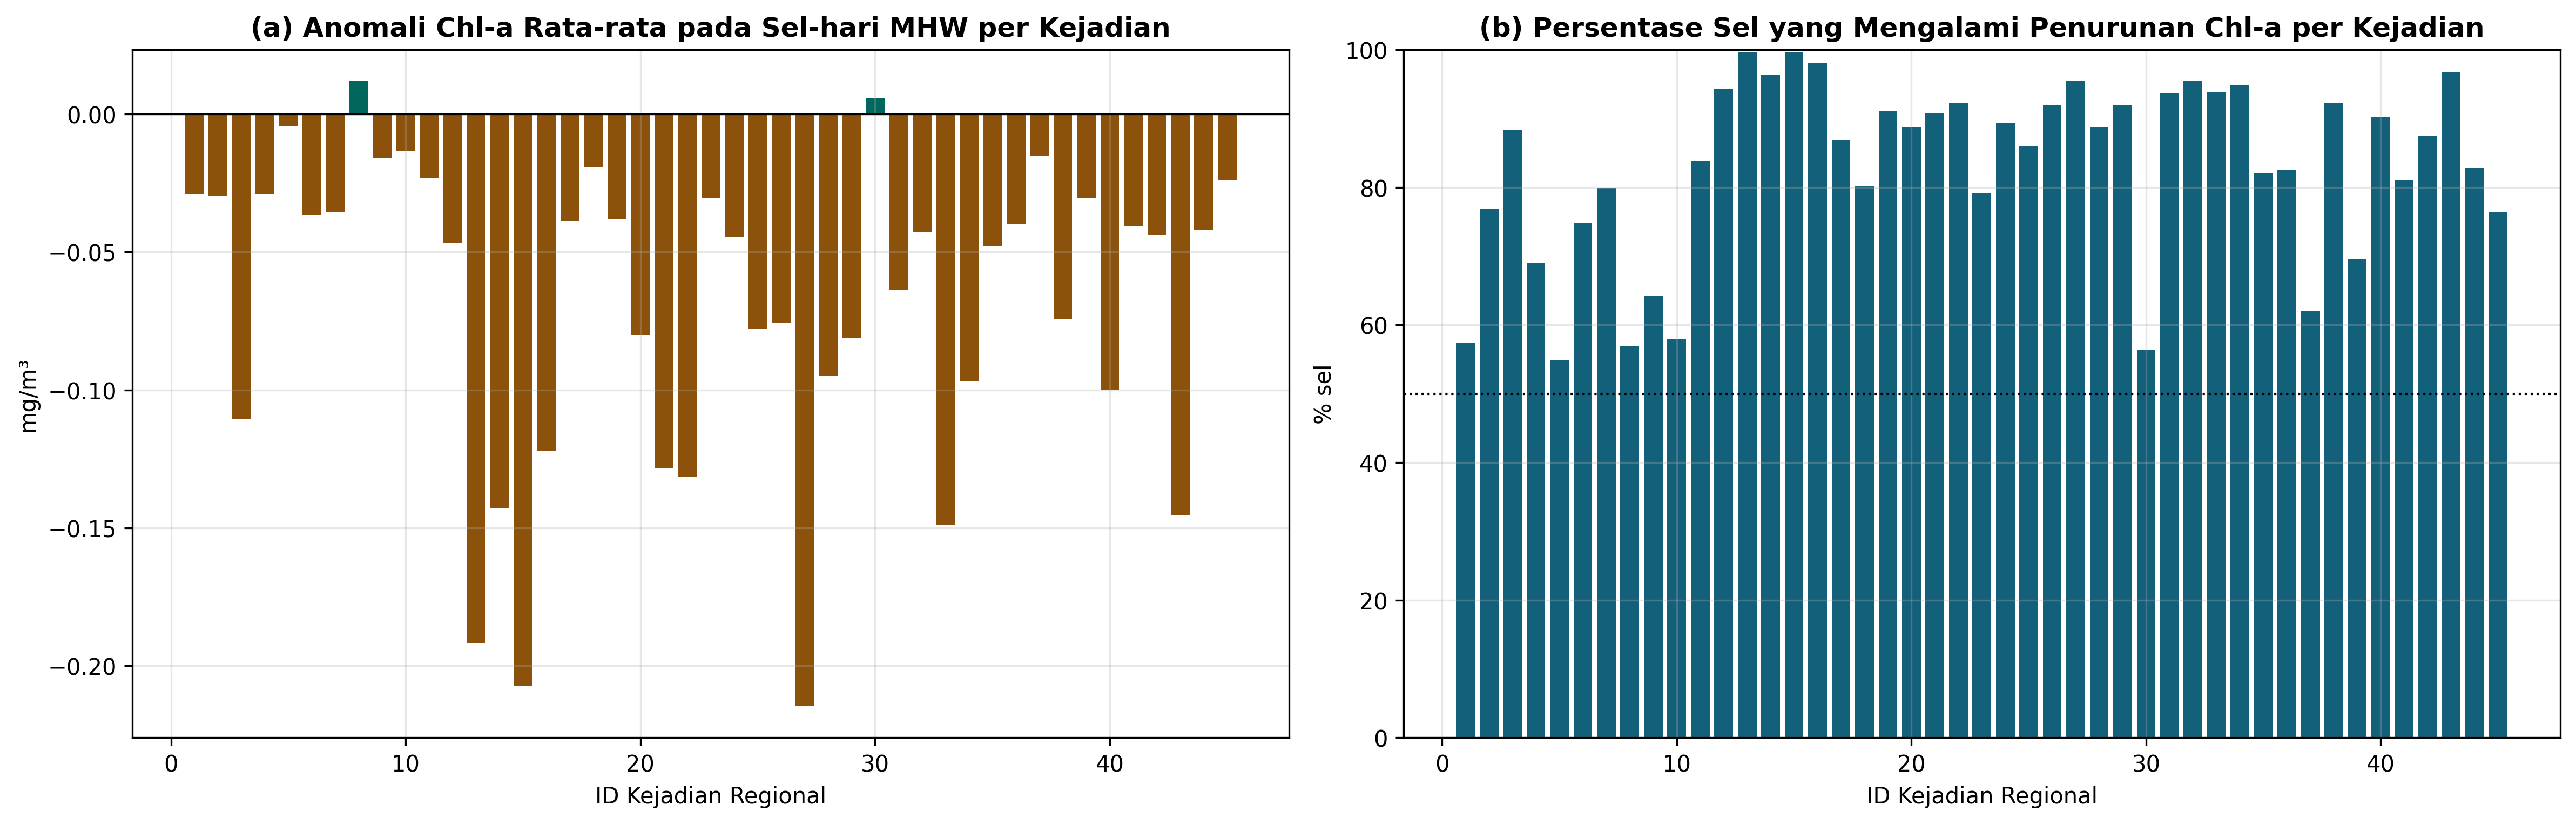 (a) Anomali Chl-a Rata-rata pada Sel-hari MHW per Kejadian
mg/m³
0.00
−0.05
−0.10
−0.15
−0.20
0 10 20 30 40
ID Kejadian Regional
(b) Persentase Sel yang Mengalami Penurunan Chl-a per Kejadian
% sel
100
80
60
40
20
0
0 10 20 30 40
ID Kejadian Regional